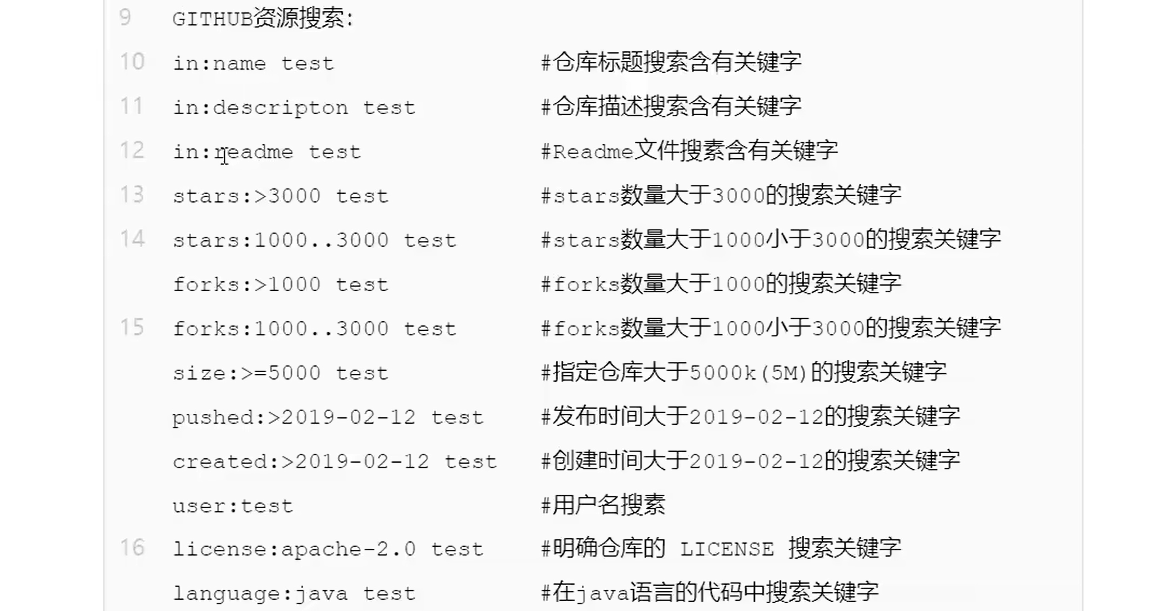 9 GITHUB资源搜索:
10 in:name test #仓库标题搜索含有关键字
11 in:descripton test #仓库描述搜索含有关键字
12 in:readme test #Readme文件搜素含有关键字
13 stars:>3000 test #stars数量大于3000的搜索关键字
14 stars:1000..3000 test #stars数量大于1000小于3000的搜索关键字
forks:>1000 test #forks数量大于1000的搜索关键字
15 forks:1000..3000 test #forks数量大于1000小于3000的搜索关键字
size:>=5000 test #指定仓库大于5000k(5M)的搜索关键字
pushed:>2019-02-12 test #发布时间大于2019-02-12的搜索关键字
created:>2019-02-12 test #创建时间大于2019-02-12的搜索关键字
user:test #用户名搜素
16 license:apache-2.0 test #明确仓库的 LICENSE 搜索关键字
language:java test #在java语言的代码中搜索关键字